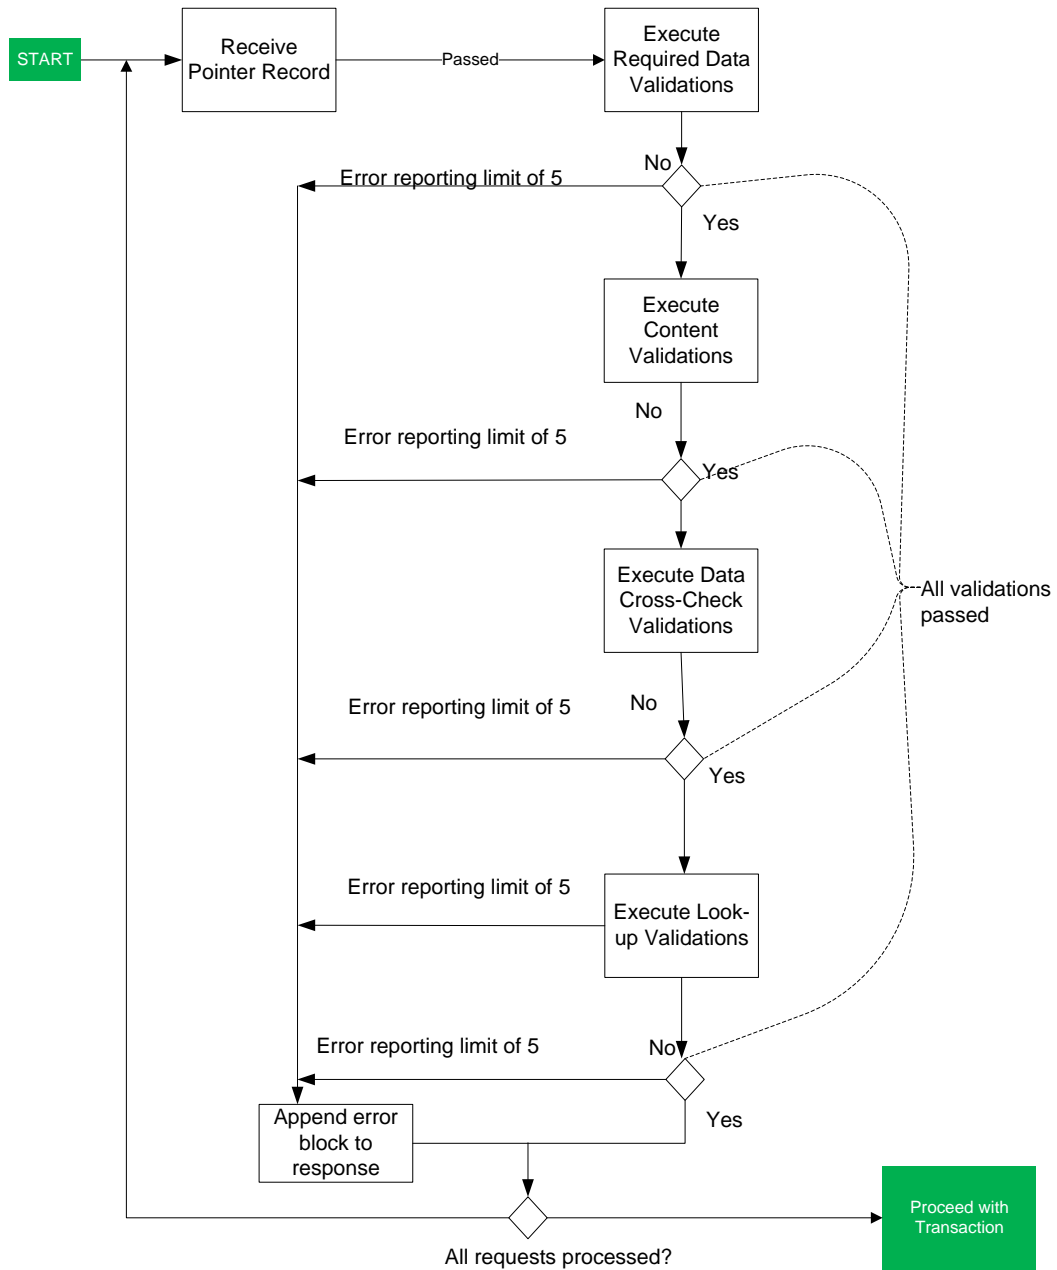 START
Receive
Pointer Record
Passed
Execute
Required Data
Validations
No
Error reporting limit of 5
Yes
Execute
Content
Validations
No
Error reporting limit of 5
Yes
Execute Data
Cross-Check
Validations
All validations
passed
No
Error reporting limit of 5
Yes
Error reporting limit of 5
Execute Look-
up Validations
Error reporting limit of 5
No
Yes
Append error
block to
response
Proceed with
Transaction
All requests processed?